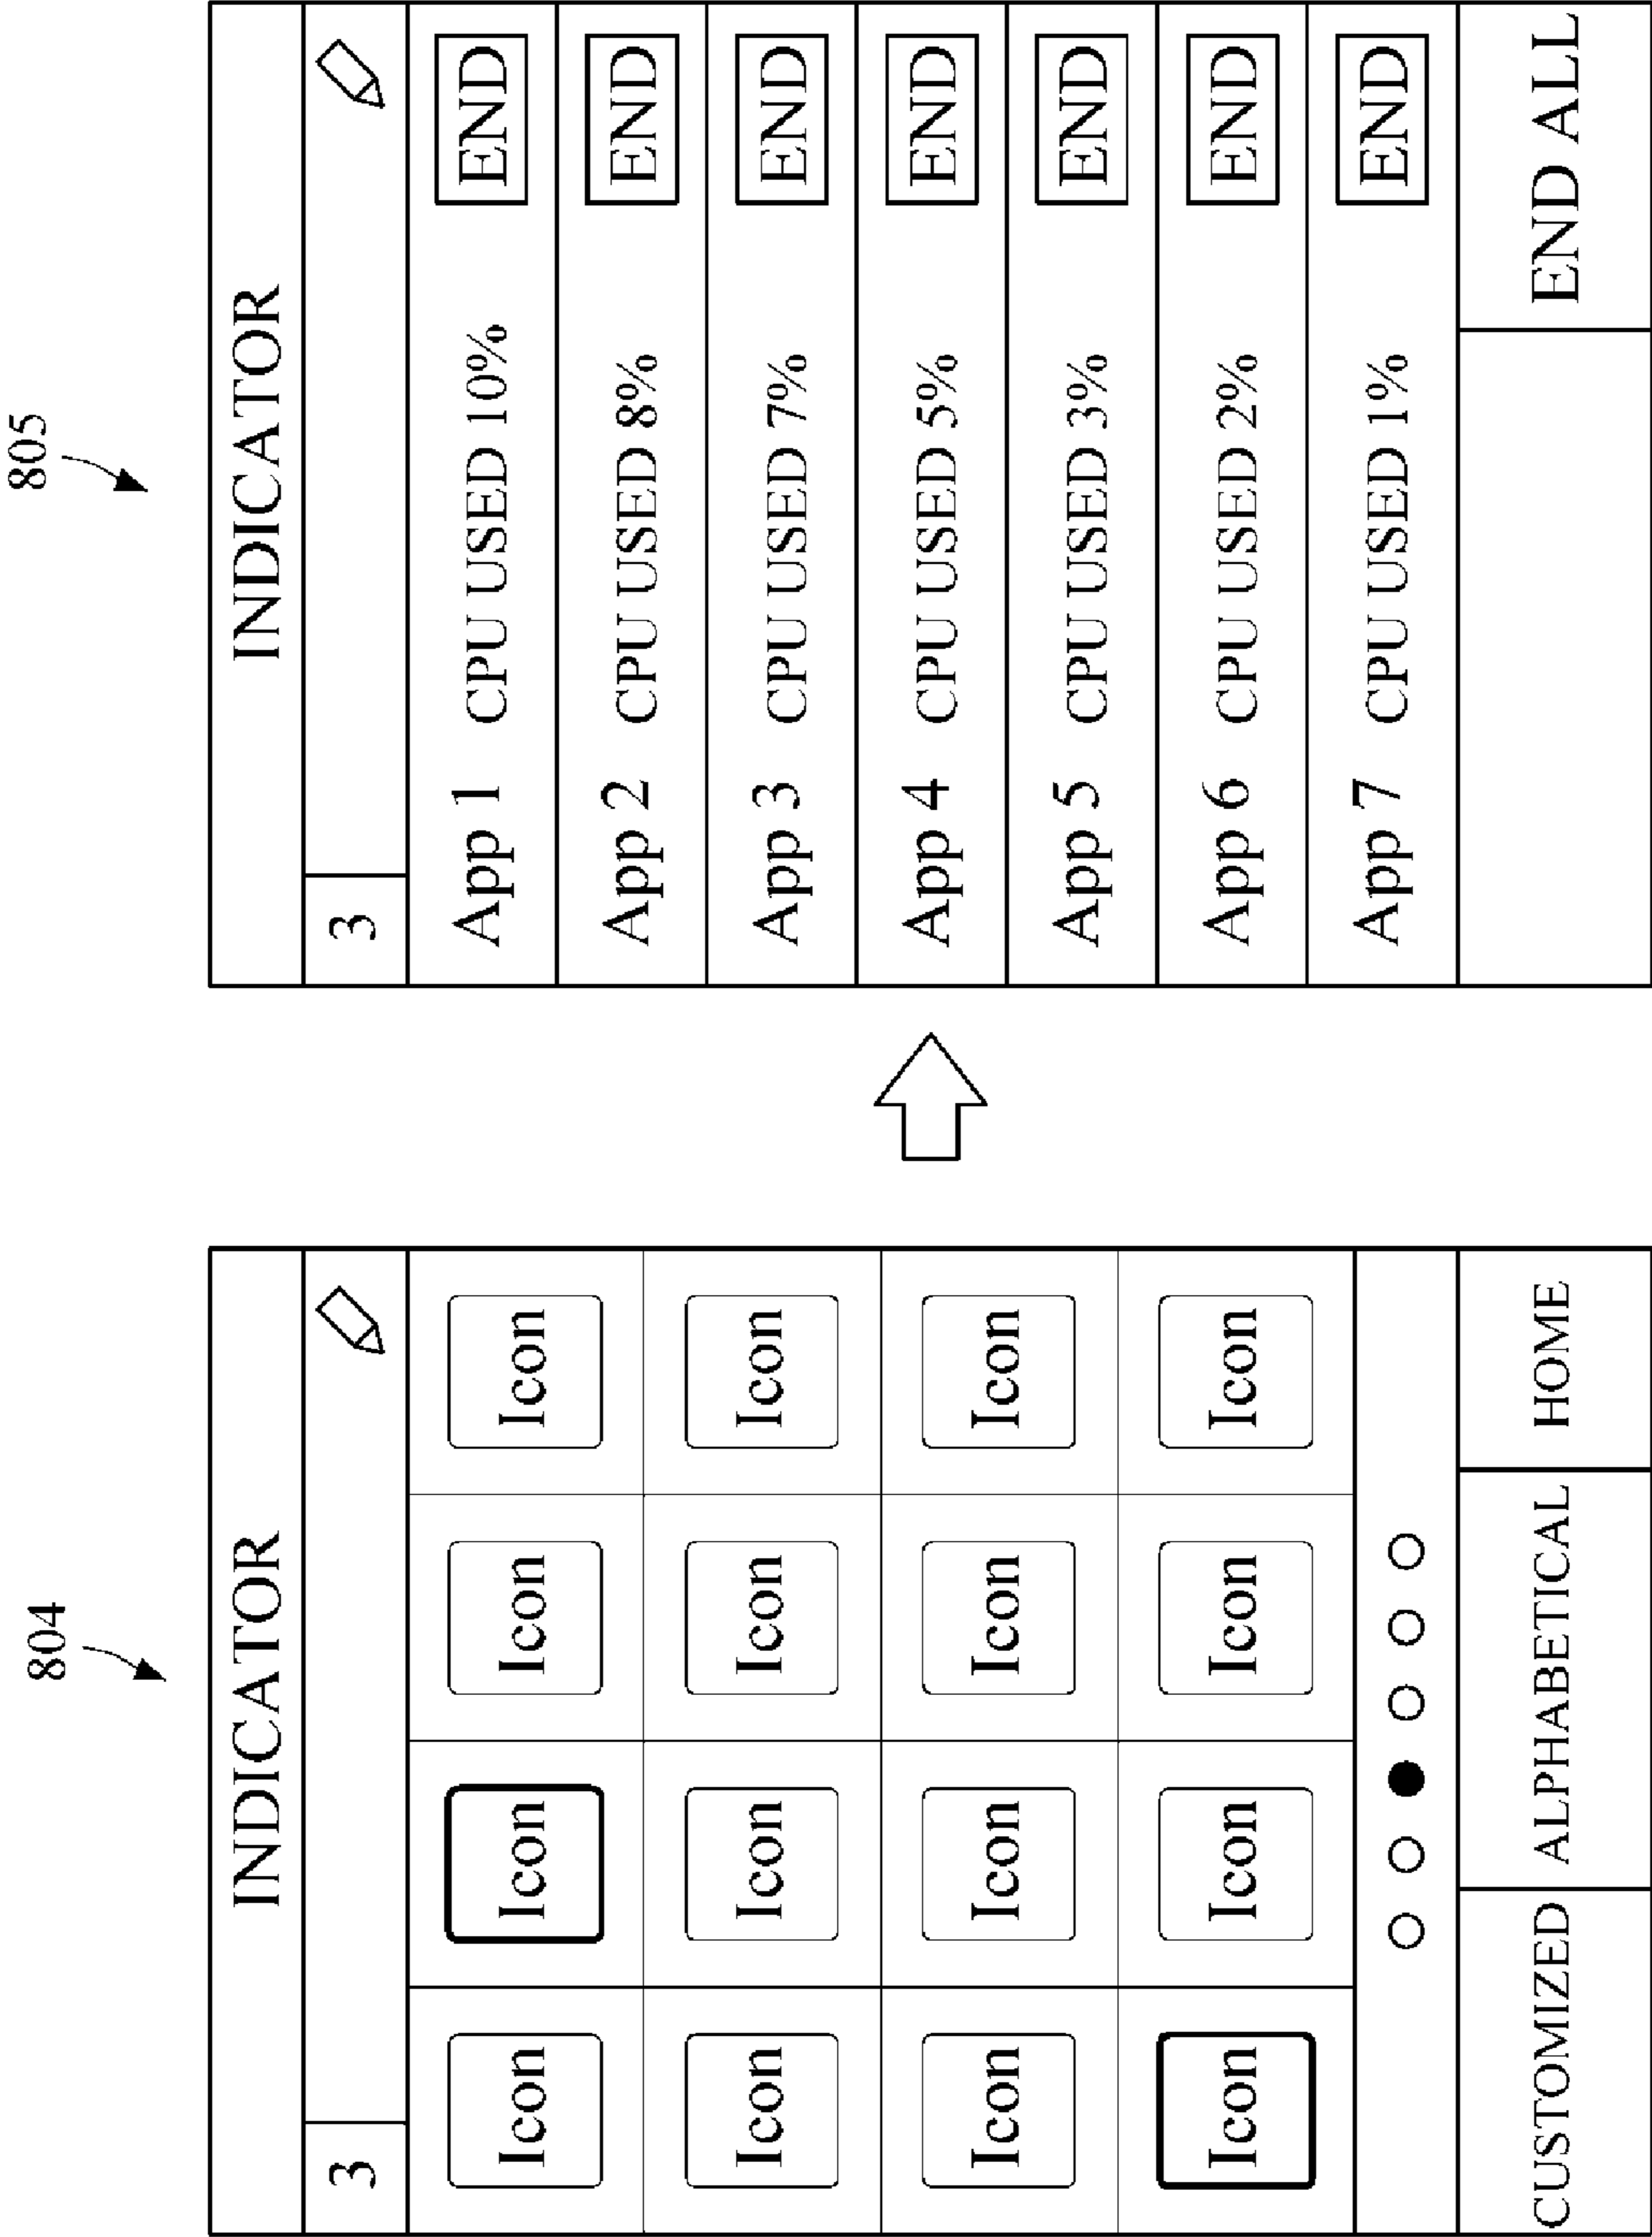 804
INDICATOR
3
Icon Icon Icon Icon
Icon Icon Icon Icon
Icon Icon Icon Icon
Icon Icon Icon Icon
CUSTOMIZED ALPHABETICAL HOME
805
INDICATOR
3
App 1 CPU USED 10% END
App 2 CPU USED 8% END
App 3 CPU USED 7% END
App 4 CPU USED 5% END
App 5 CPU USED 3% END
App 6 CPU USED 2% END
App 7 CPU USED 1% END
END ALL